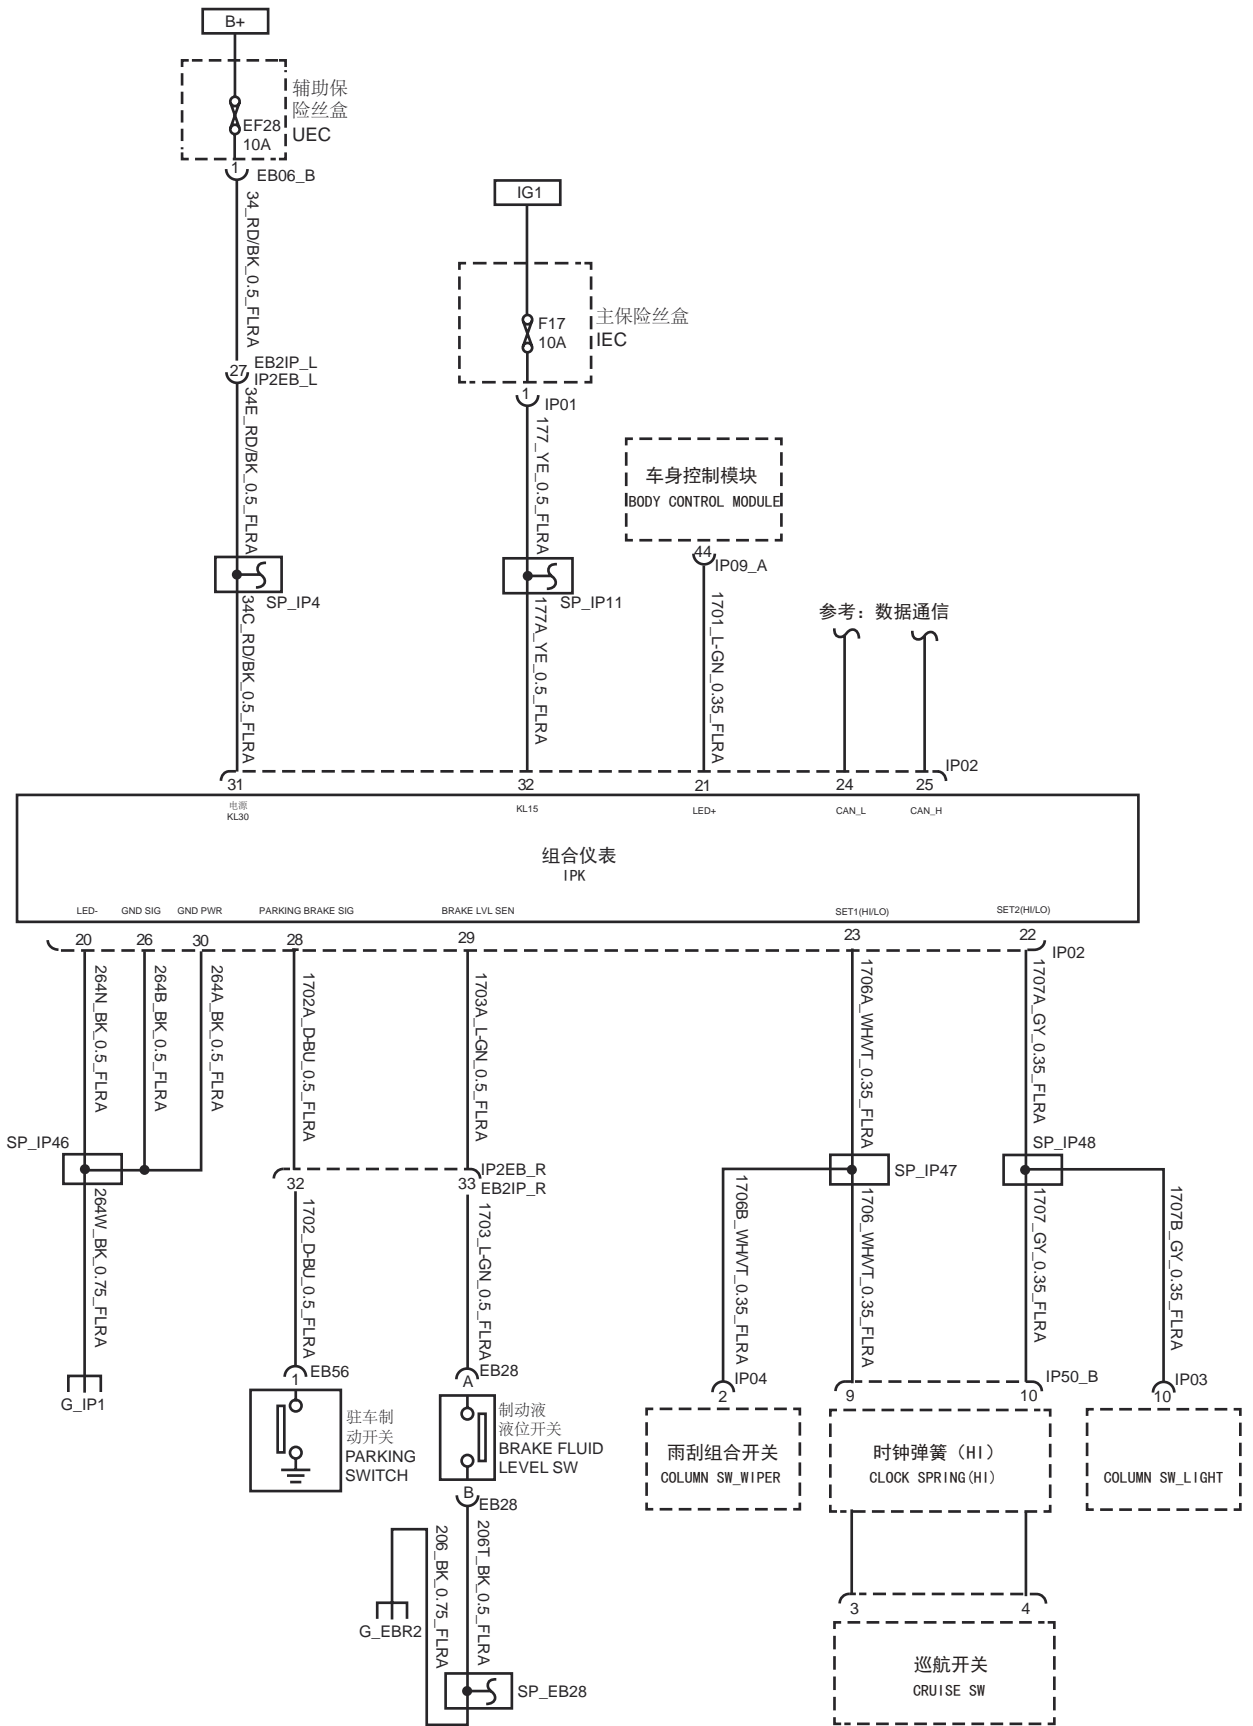 B+
辅助保
险丝盒
UEC
EF28
10A
1
EB06_B
34_RD/BK_0.5_FLRA
IG1
主保险丝盒
IEC
F17
10A
1
IP01
EB2IP_L
27
IP2EB_L
34E_RD/BK_0.5_FLRA
177_YE_0.5_FLRA
车身控制模块
BODY CONTROL MODULE
44
IP09_A
SP_IP4
SP_IP11
34C_RD/BK_0.5_FLRA
177A_YE_0.5_FLRA
1701_L-GN_0.35_FLRA
参考：数据通信
IP02
31
32
21
24
25
电源
KL30
KL15
LED+
CAN_L
CAN_H
组合仪表
IPK
LED-
GND SIG
GND PWR
PARKING BRAKE SIG
BRAKE LVL SEN
SET1(HI/LO)
SET2(HI/LO)
20
26
30
28
29
23
22
IP02
264N_BK_0.5_FLRA
264B_BK_0.5_FLRA
264A_BK_0.5_FLRA
1702A_D-BU_0.5_FLRA
1703A_L-GN_0.5_FLRA
1706A_WH/VT_0.35_FLRA
1707A_GY_0.35_FLRA
SP_IP46
SP_IP48
SP_IP47
IP2EB_R
32
33
EB2IP_R
264W_BK_0.75_FLRA
1702_D-BU_0.5_FLRA
1703_L-GN_0.5_FLRA
1706B_WH/VT_0.35_FLRA
1706_WH/VT_0.35_FLRA
1707_GY_0.35_FLRA
1707B_GY_0.35_FLRA
G_IP1
1
EB56
A
EB28
2
IP04
9
10
IP50_B
10
IP03
驻车制
动开关
PARKING
SWITCH
制动液
液位开关
BRAKE FLUID
LEVEL SW
雨刮组合开关
COLUMN SW_WIPER
时钟弹簧（HI）
CLOCK SPRING(HI)
COLUMN SW_LIGHT
B
EB28
206_BK_0.75_FLRA
206T_BK_0.5_FLRA
G_EBR2
SP_EB28
3
4
巡航开关
CRUISE SW